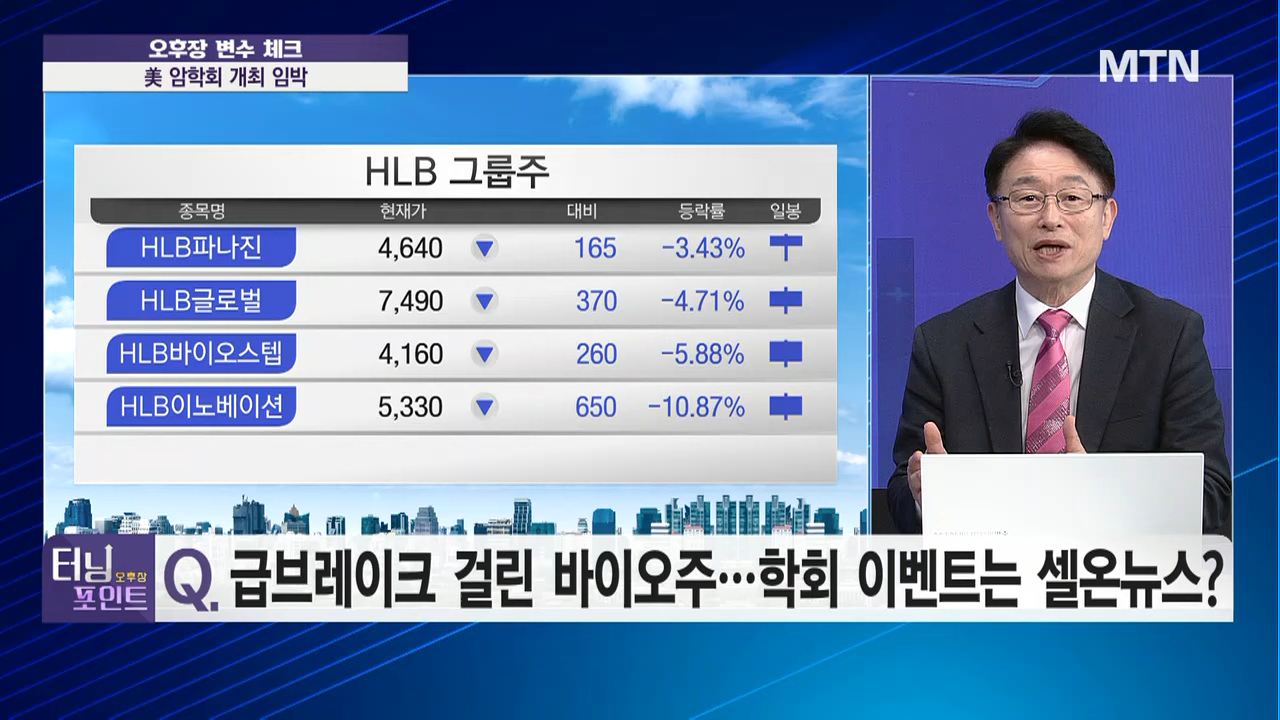 오후장 변수 체크
美 암학회 개최 임박
MTN
HLB 그룹주
종목명 현재가 대비 등락률 일봉
HLB파나진 4,640 ▼ 165 -3.43%
HLB글로벌 7,490 ▼ 370 -4.71%
HLB바이오스텝 4,160 ▼ 260 -5.88%
HLB이노베이션 5,330 ▼ 650 -10.87%
터닝 오후장
포인트
Q. 급브레이크 걸린 바이오주…학회 이벤트는 셀온뉴스?